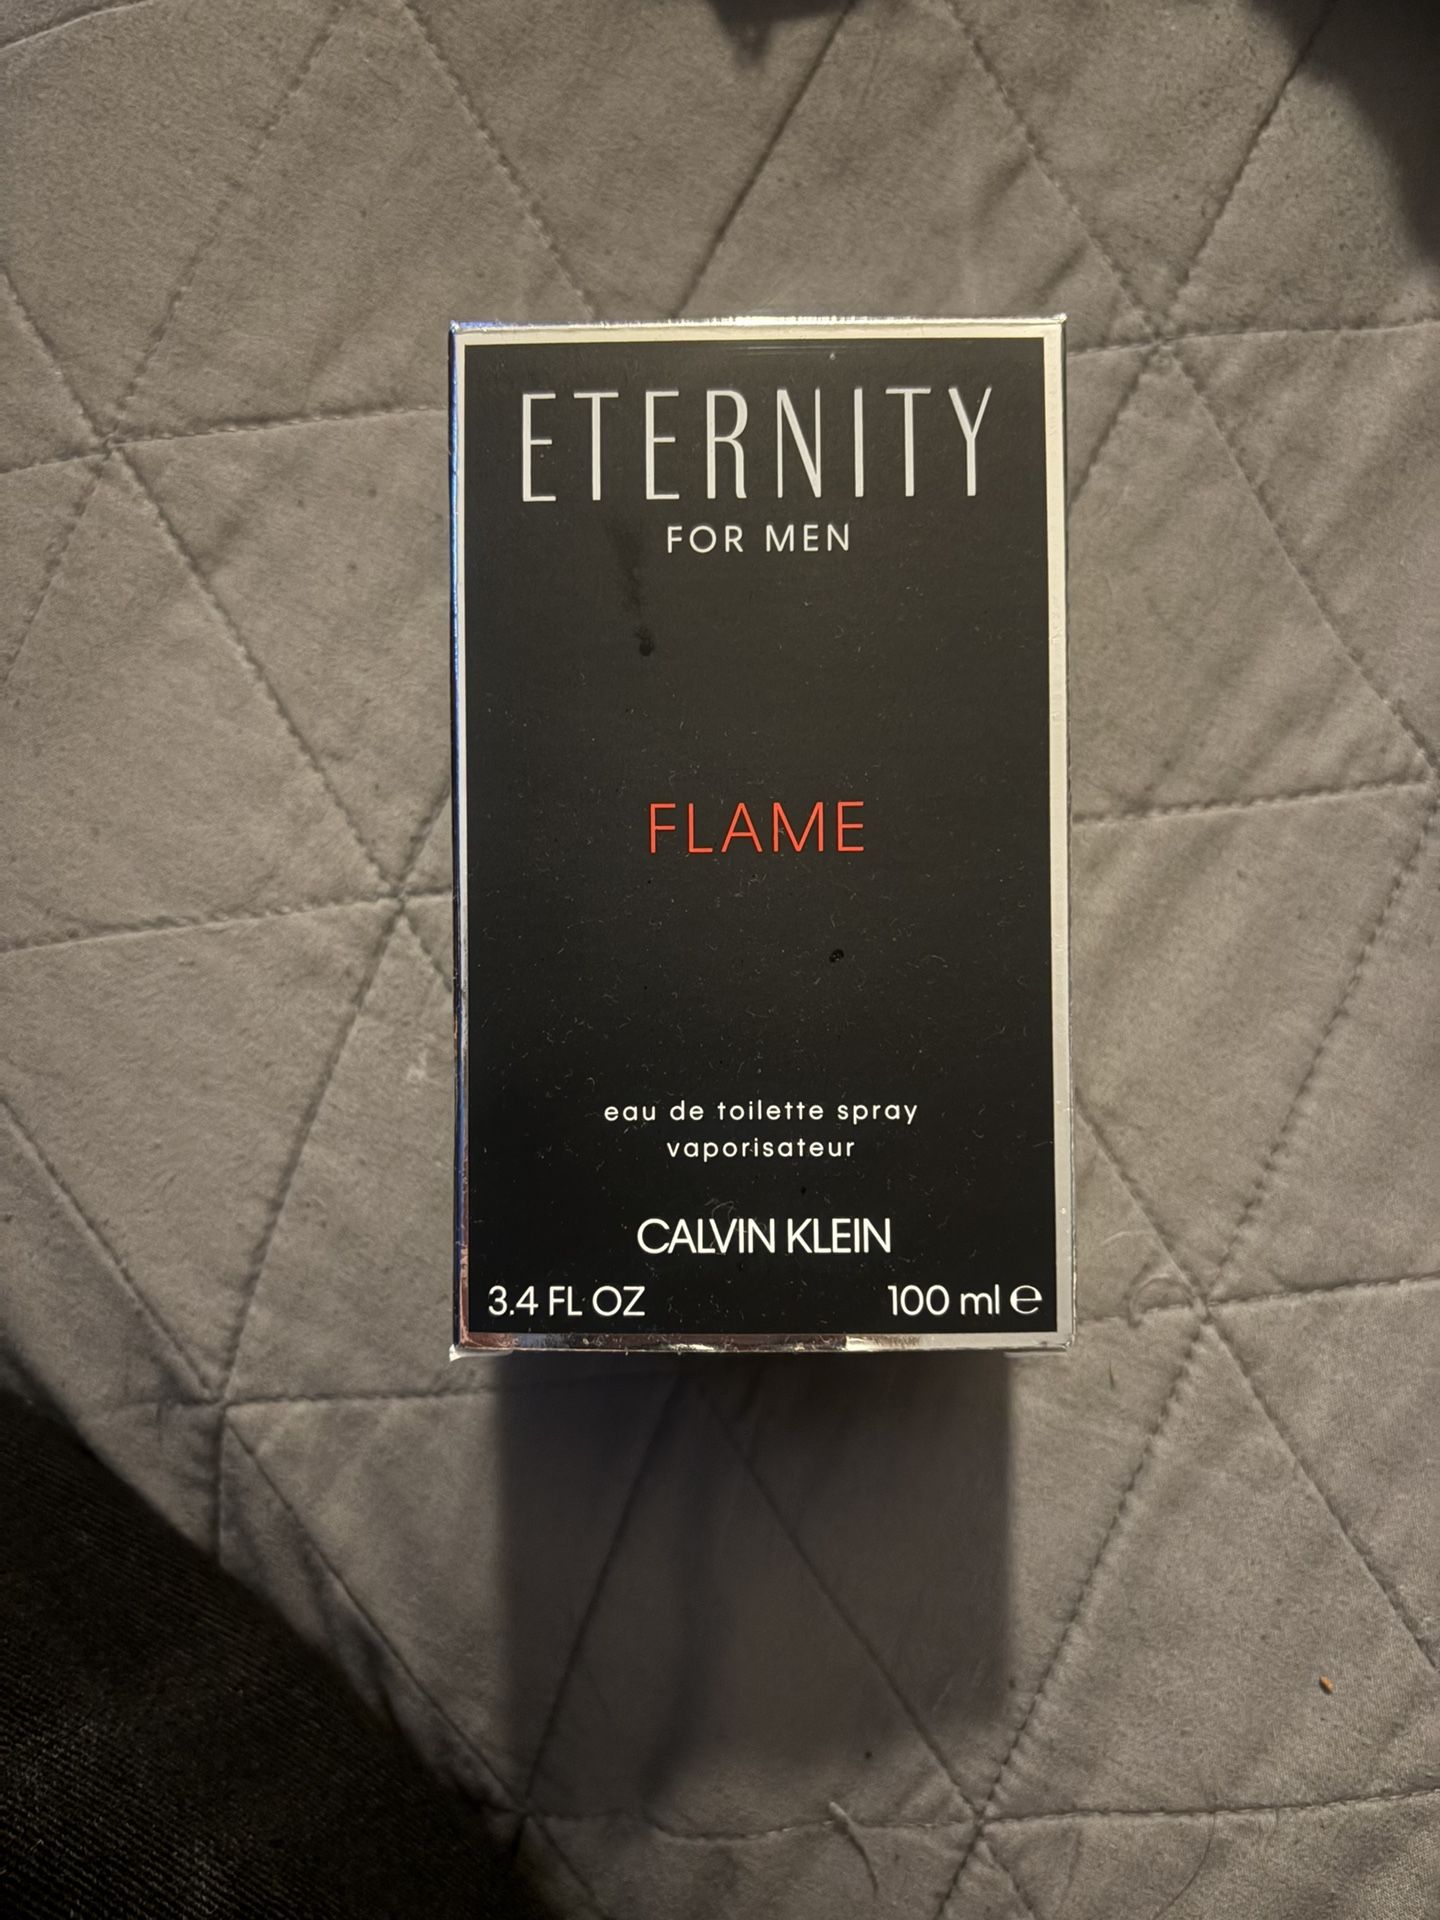 ETERNITY
FOR MEN
FLAME
eau de toilette spray
vaporisateur
CALVIN KLEIN
3.4 FL OZ 100 ml ℮